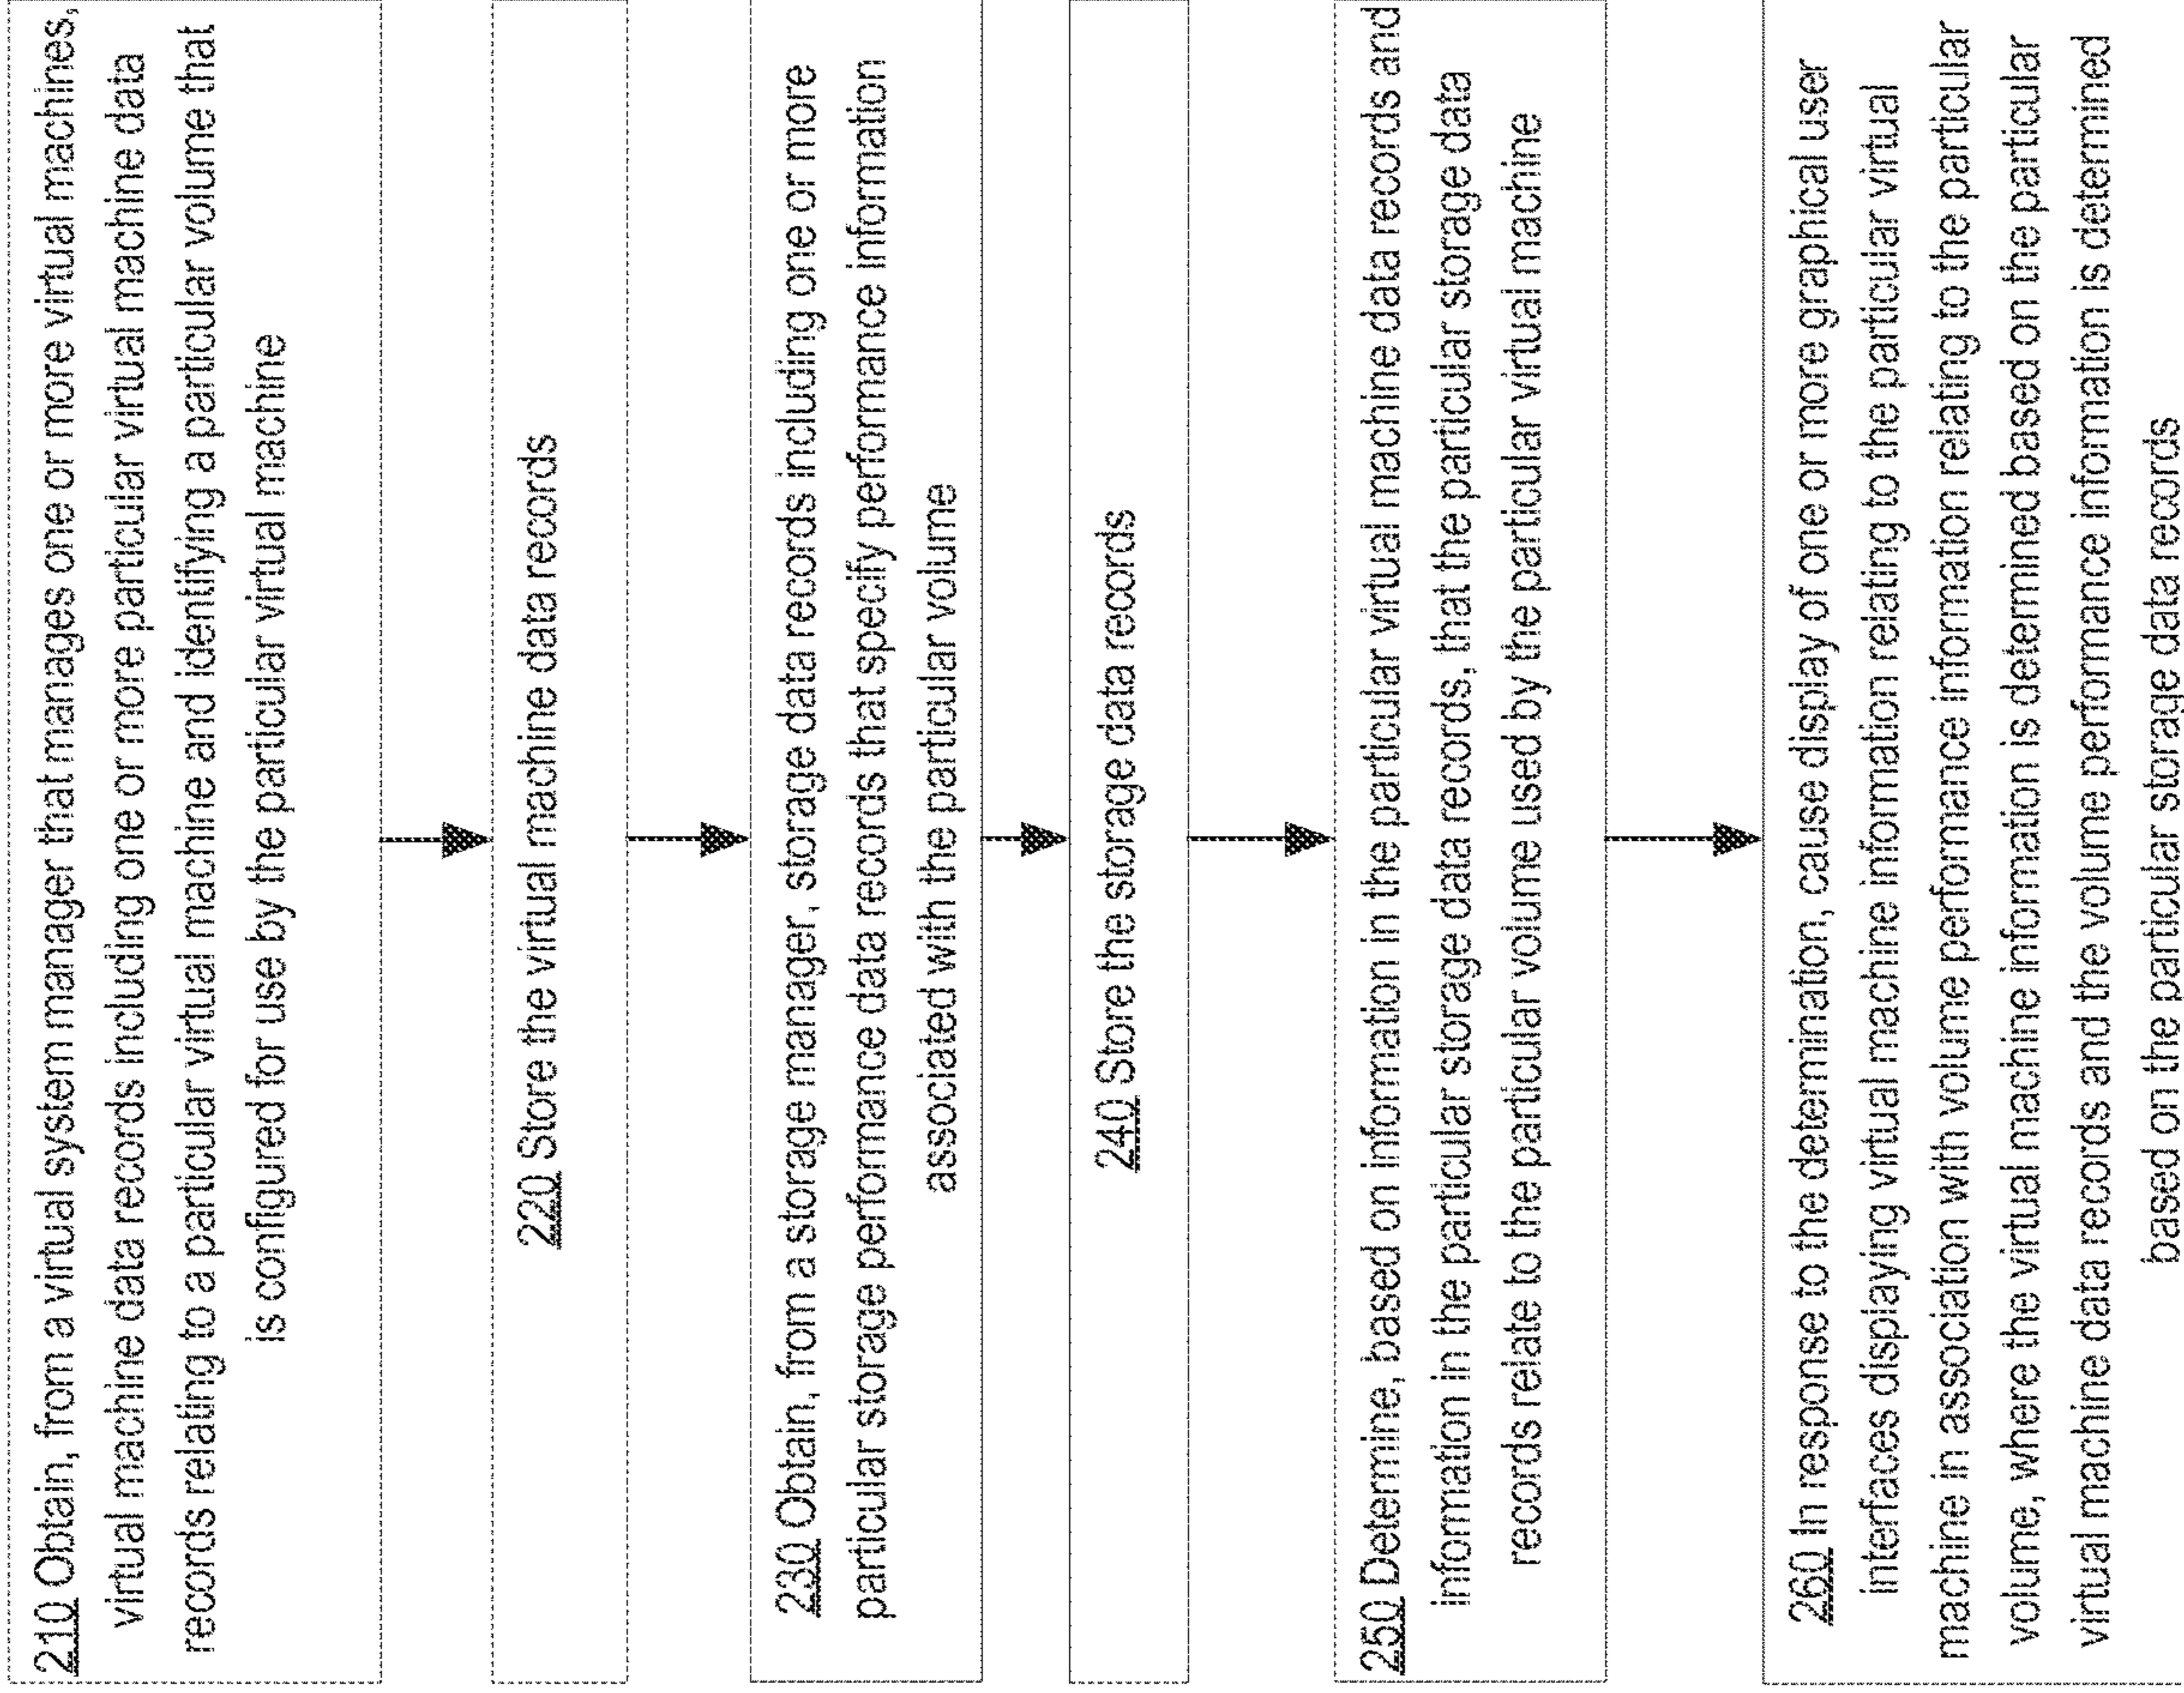 210 Obtain, from a virtual system manager that manages one or more virtual machines,
virtual machine data records including one or more particular virtual machine data
records relating to a particular virtual machine and identifying a particular volume that
is configured for use by the particular virtual machine
220 Store the virtual machine data records
230 Obtain, from a storage manager, storage data records including one or more
particular storage performance data records that specify performance information
associated with the particular volume
240 Store the storage data records
250 Determine, based on information in the particular virtual machine data records and
information in the particular storage data records, that the particular storage data
records relate to the particular volume used by the particular virtual machine
260 In response to the determination, cause display of one or more graphical user
interfaces displaying virtual machine information relating to the particular virtual
machine in association with volume performance information relating to the particular
volume, where the virtual machine information is determined based on the particular
virtual machine data records and the volume performance information is determined
based on the particular storage data records